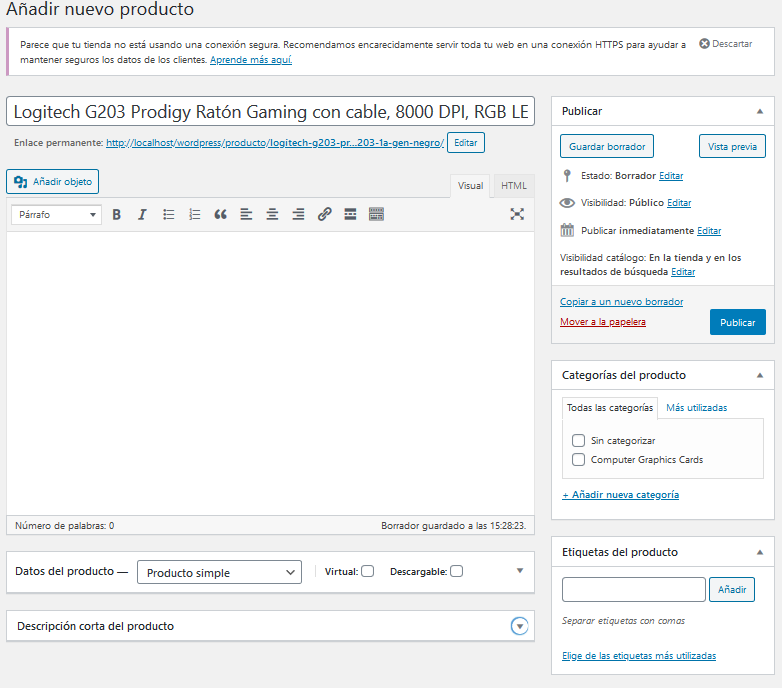 Añadir nuevo producto
Parece que tu tienda no está usando una conexión segura. Recomendamos encarecidamente servir toda tu web en una conexión HTTPS para ayudar a
mantener seguros los datos de los clientes. Aprende más aquí.
Descartar
Logitech G203 Prodigy Ratón Gaming con cable, 8000 DPI, RGB LE
Enlace permanente: http://localhost/wordpress/producto/logitech-g203-pr...203-1a-gen-negro/ Editar
Añadir objeto
Visual HTML
Párrafo
Número de palabras: 0
Borrador guardado a las 15:28:23.
Datos del producto — Producto simple Virtual: Descargable:
Descripción corta del producto
Publicar
Guardar borrador Vista previa
Estado: Borrador Editar
Visibilidad: Público Editar
Publicar inmediatamente Editar
Visibilidad catálogo: En la tienda y en los
resultados de búsqueda Editar
Copiar a un nuevo borrador
Mover a la papelera
Publicar
Categorías del producto
Todas las categorías Más utilizadas
Sin categorizar
Computer Graphics Cards
+ Añadir nueva categoría
Etiquetas del producto
Añadir
Separar etiquetas con comas
Elige de las etiquetas más utilizadas